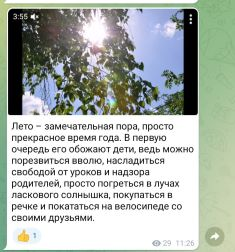 3:55
Лето – замечательная пора, просто
прекрасное время года. В первую
очередь его обожают дети, ведь можно
порезвиться вволю, насладиться
свободой от уроков и надзора
родителей, просто погреться в лучах
ласкового солнышка, покупаться в
речке и покататься на велосипеде со
своими друзьями.
👍 1
29 11:26